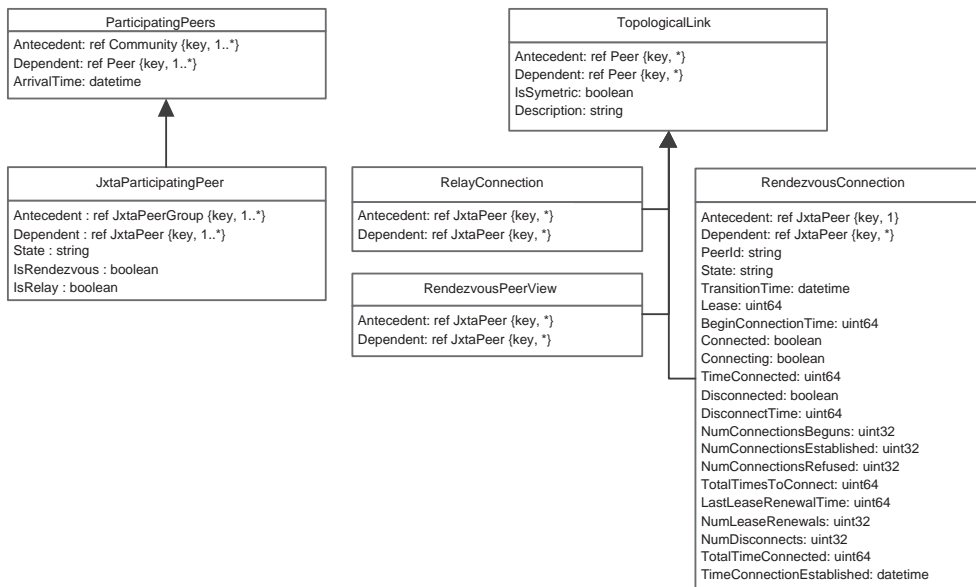 ParticipatingPeers
Antecedent: ref Community {key, 1..*}
Dependent: ref Peer {key, 1..*}
ArrivalTime: datetime
TopologicalLink
Antecedent: ref Peer {key, *}
Dependent: ref Peer {key, *}
IsSymetric: boolean
Description: string
JxtaParticipatingPeer
Antecedent : ref JxtaPeerGroup {key, 1..*}
Dependent : ref JxtaPeer {key, 1..*}
State : string
IsRendezvous : boolean
IsRelay : boolean
RelayConnection
Antecedent: ref JxtaPeer {key, *}
Dependent: ref JxtaPeer {key, *}
RendezvousPeerView
Antecedent: ref JxtaPeer {key, *}
Dependent: ref JxtaPeer {key, *}
RendezvousConnection
Antecedent: ref JxtaPeer {key, 1}
Dependent: ref JxtaPeer {key, *}
PeerId: string
State: string
TransitionTime: datetime
Lease: uint64
BeginConnectionTime: uint64
Connected: boolean
Connecting: boolean
TimeConnected: uint64
Disconnected: boolean
DisconnectTime: uint64
NumConnectionsBeguns: uint32
NumConnectionsEstablished: uint32
NumConnectionsRefused: uint32
TotalTimesToConnect: uint64
LastLeaseRenewalTime: uint64
NumLeaseRenewals: uint32
NumDisconnects: uint32
TotalTimeConnected: uint64
TimeConnectionEstablished: datetime